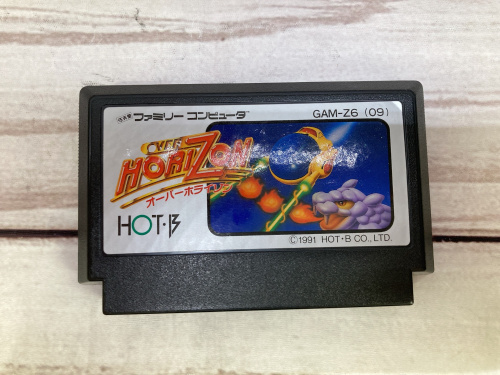 ファミリー コンピュータ
GAM-Z6 (09)
OVER
HORIZON
オーバーホライゾン
HOT・B
©1991 HOT・B CO., LTD.